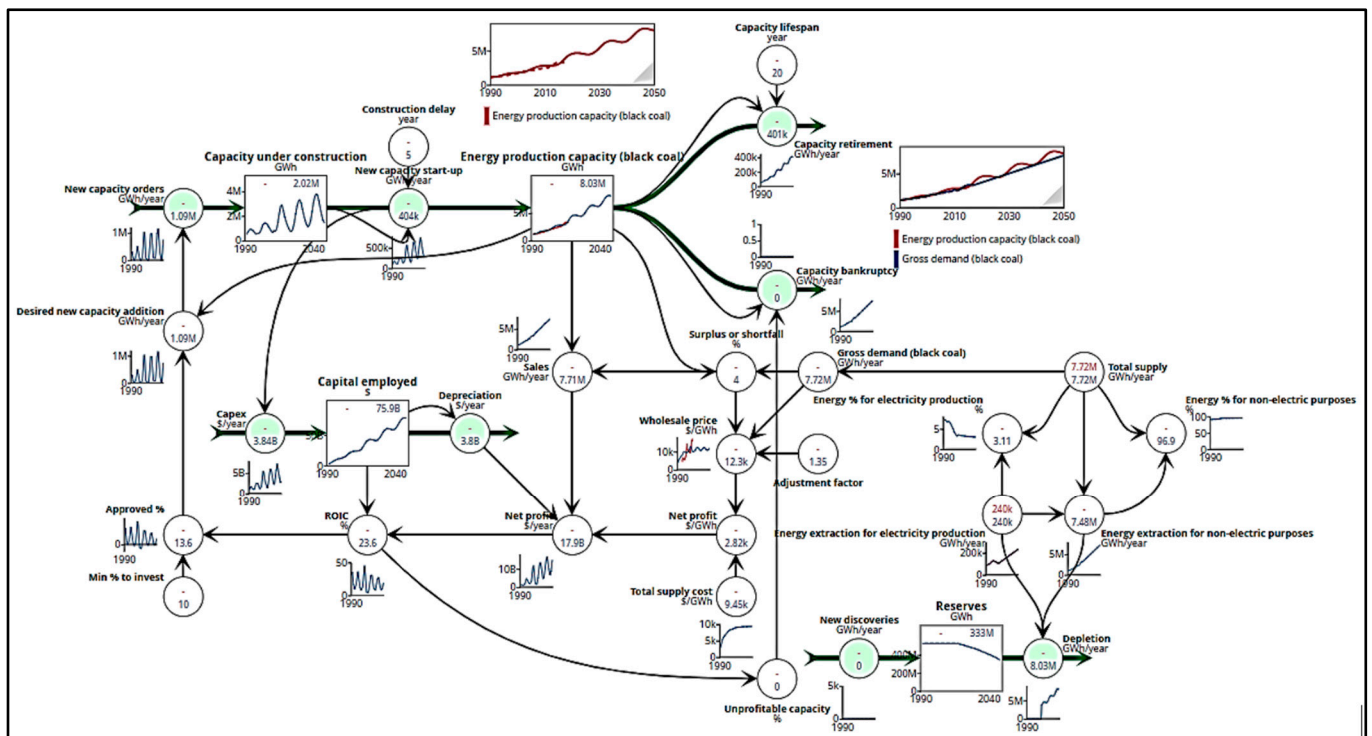 5M
0
1990
2010
2030
2050
Energy production capacity (black coal)
Capacity lifespan
year
-
20
Construction delay
year
-
5
-
401k
Capacity retirement
GWh/year
400k
200k
0
1990
Capacity under construction
GWh
-
2.02M
4M
2M
0
1990
2040
Energy production capacity (black coal)
GWh
-
8.03M
5M
0
1990
2040
New capacity start-up
GWh/year
-
404k
500k
0
1990
New capacity orders
GWh/year
-
1.09M
1M
0
1990
5M
0
1990
2010
2030
2050
Energy production capacity (black coal)
Gross demand (black coal)
1
0.5
0
1990
Capacity bankruptcy
GWh/year
-
0
Desired new capacity addition
GWh/year
-
1.09M
1M
0
1990
5M
0
1990
Sales
GWh/year
-
7.71M
Surplus or shortfall
%
-
4
5M
0
1990
Gross demand (black coal)
GWh/year
-
7.72M
7.72M
7.72M
Total supply
GWh/year
Capex
$/year
-
3.84B
5B
0
1990
Capital employed
$
-
75.9B
0
1990
2040
Depreciation
$/year
-
3.8B
Wholesale price
$/GWh
-
12.3k
10k
0
1990
-
1.35
Adjustment factor
Energy % for electricity production
%
-
3.11
5
0
1990
Energy % for non-electric purposes
%
-
96.9
100
50
0
1990
Approved %
-
13.6
0
1990
Min % to invest
-
10
ROIC
%
-
23.6
50
0
1990
Net profit
$/year
-
17.9B
10B
0
1990
Net profit
$/GWh
-
2.82k
Total supply cost
$/GWh
-
9.45k
10k
5k
0
1990
240k
240k
Energy extraction for electricity production
GWh/year
200k
0
1990
-
7.48M
Energy extraction for non-electric purposes
GWh/year
5M
0
1990
-
0
Unprofitable capacity
%
New discoveries
GWh/year
-
0
5k
0
1990
Reserves
GWh
-
333M
400M
200M
0
1990
2040
Depletion
GWh/year
-
8.03M
5M
0
1990